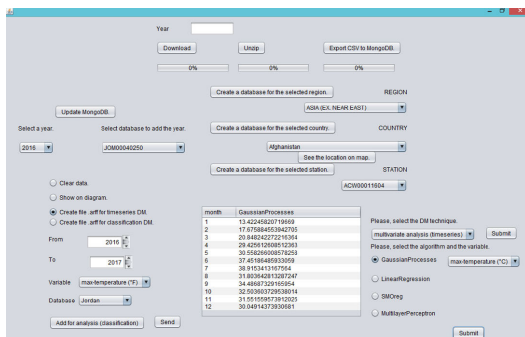 Year
Download Unzip Export CSV to MongoDB.
0% 0% 0%
Create a database for the selected region. REGION
ASIA (EX: NEAR EAST)
Update MongoDB.
Select a year. Select database to add the year. Create a database for the selected country. COUNTRY
2016 JOM00040250 Afghanistan
See the location on map.
Create a database for the selected station. STATION
ACW00011604
Clear data.
Show on diagram.
Create file .arff for timeseries DM.
Create file .arff for classification DM.
From 2016
To 2017
Variable max-temperature (°F)
Database Jordan
Add for analysis (classification) Send
month GaussianProcesses
1 13.42245820719669
2 17.675884553942705
3 20.848242272216364
4 29.425612608512363
5 30.558266008578258
6 37.45186485933059
7 38.9153413167564
8 31.803642813287247
9 34.48687329165954
10 32.503603729538014
11 31.551559573912025
12 30.04914373930681
Please, select the DM technique.
multivariate analysis (timeseries) Submit
Please, select the algorithm and the variable.
GaussianProcesses max-temperature (°C)
LinearRegression
SMOreg
MultilayerPerceptron
Submit